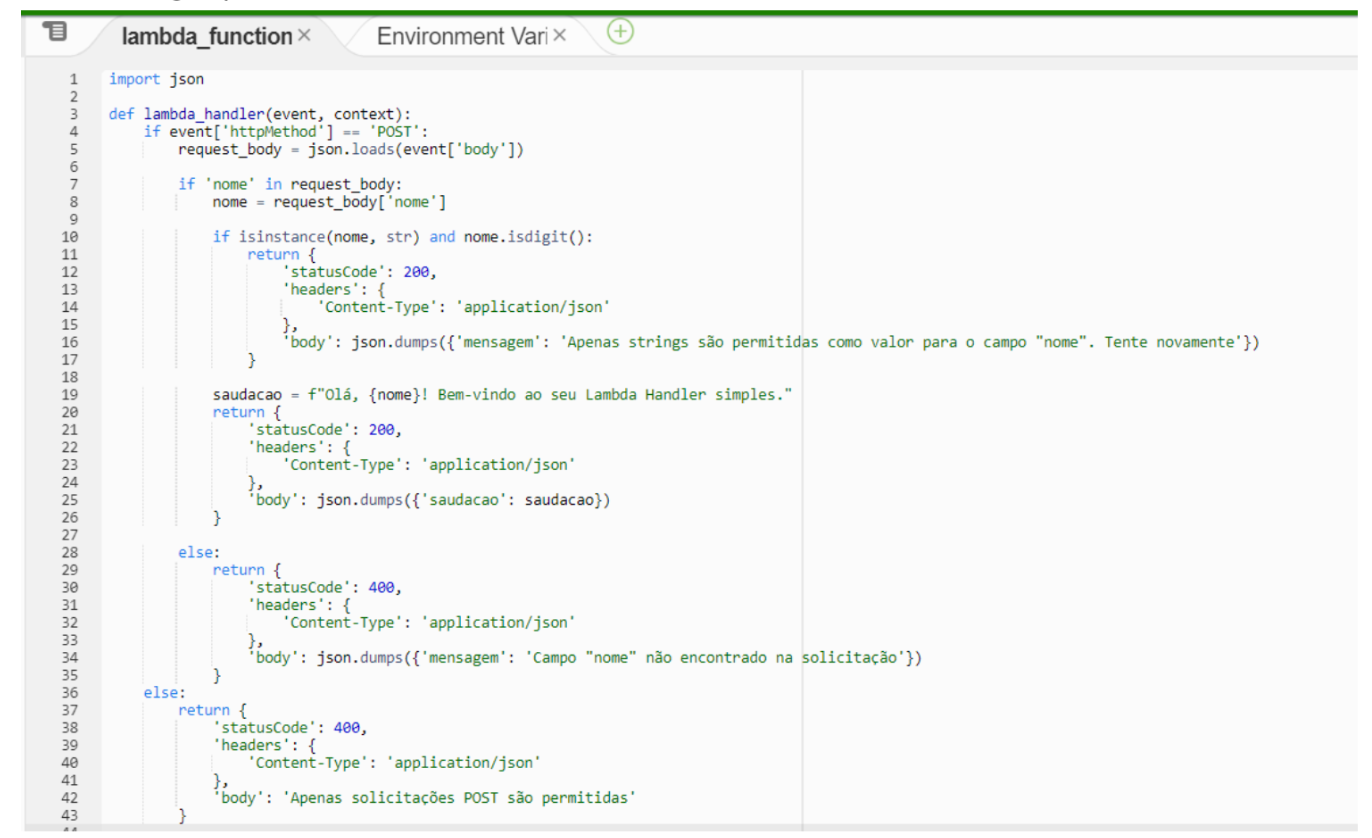 lambda_function × Environment Vari ×
1 import json
2
3 def lambda_handler(event, context):
4     if event['httpMethod'] == 'POST':
5         request_body = json.loads(event['body'])
6
7         if 'nome' in request_body:
8             nome = request_body['nome']
9
10             if isinstance(nome, str) and nome.isdigit():
11                 return {
12                     'statusCode': 200,
13                     'headers': {
14                         'Content-Type': 'application/json'
15                     },
16                     'body': json.dumps({'mensagem': 'Apenas strings são permitidas como valor para o campo "nome". Tente novamente'})
17                 }
18
19             saudacao = f"Olá, {nome}! Bem-vindo ao seu Lambda Handler simples."
20             return {
21                 'statusCode': 200,
22                 'headers': {
23                     'Content-Type': 'application/json'
24                 },
25                 'body': json.dumps({'saudacao': saudacao})
26             }
27
28         else:
29             return {
30                 'statusCode': 400,
31                 'headers': {
32                     'Content-Type': 'application/json'
33                 },
34                 'body': json.dumps({'mensagem': 'Campo "nome" não encontrado na solicitação'})
35             }
36     else:
37         return {
38             'statusCode': 400,
39             'headers': {
40                 'Content-Type': 'application/json'
41             },
42             'body': 'Apenas solicitações POST são permitidas'
43         }